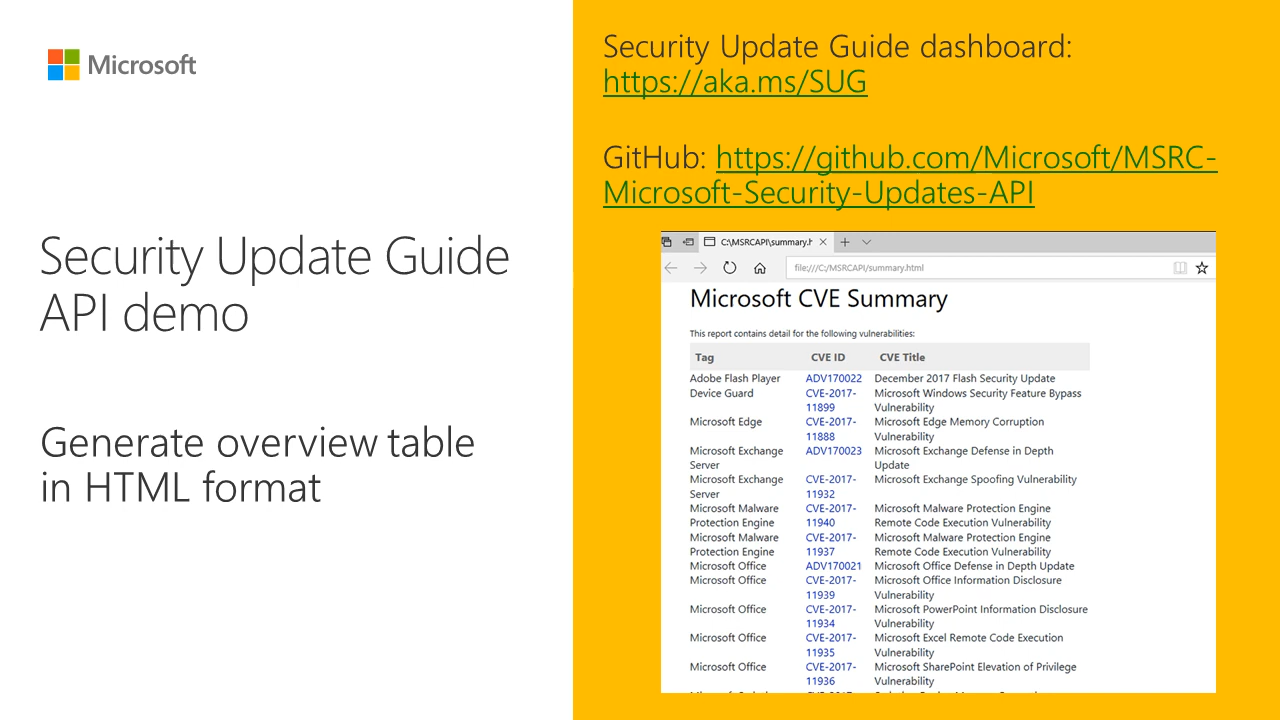 Microsoft
Security Update Guide
API demo
Generate overview table
in HTML format
Security Update Guide dashboard:
https://aka.ms/SUG
GitHub: https://github.com/Microsoft/MSRC-
Microsoft-Security-Updates-API
C:\MSRCAPI\summary.h
file:///C:/MSRCAPI/summary.html
Microsoft CVE Summary
This report contains detail for the following vulnerabilities:
Tag CVE ID CVE Title
Adobe Flash Player ADV170022 December 2017 Flash Security Update
Device Guard CVE-2017- Microsoft Windows Security Feature Bypass
11899 Vulnerability
Microsoft Edge CVE-2017- Microsoft Edge Memory Corruption
11888 Vulnerability
Microsoft Exchange ADV170023 Microsoft Exchange Defense in Depth
Server Update
Microsoft Exchange CVE-2017- Microsoft Exchange Spoofing Vulnerability
Server 11932
Microsoft Malware CVE-2017- Microsoft Malware Protection Engine
Protection Engine 11940 Remote Code Execution Vulnerability
Microsoft Malware CVE-2017- Microsoft Malware Protection Engine
Protection Engine 11937 Remote Code Execution Vulnerability
Microsoft Office ADV170021 Microsoft Office Defense in Depth Update
Microsoft Office CVE-2017- Microsoft Office Information Disclosure
11939 Vulnerability
Microsoft Office CVE-2017- Microsoft PowerPoint Information Disclosure
11934 Vulnerability
Microsoft Office CVE-2017- Microsoft Excel Remote Code Execution
11935 Vulnerability
Microsoft Office CVE-2017- Microsoft SharePoint Elevation of Privilege
11936 Vulnerability